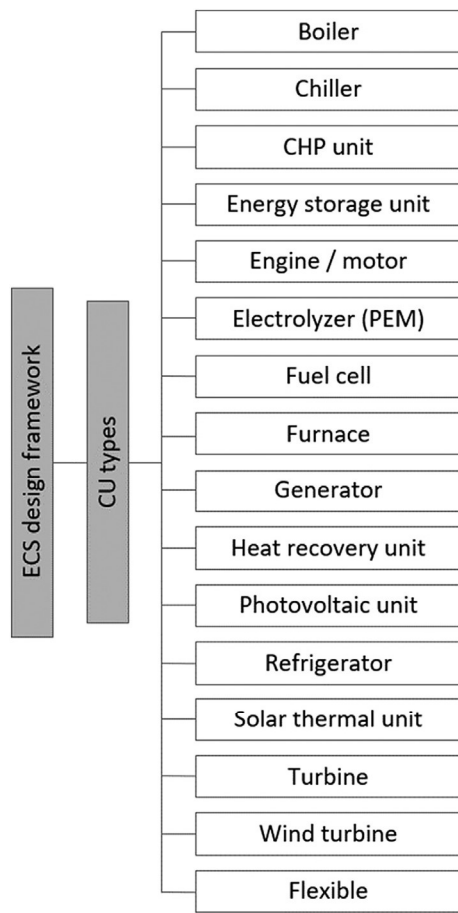 ECS design framework
CU types
Boiler
Chiller
CHP unit
Energy storage unit
Engine / motor
Electrolyzer (PEM)
Fuel cell
Furnace
Generator
Heat recovery unit
Photovoltaic unit
Refrigerator
Solar thermal unit
Turbine
Wind turbine
Flexible